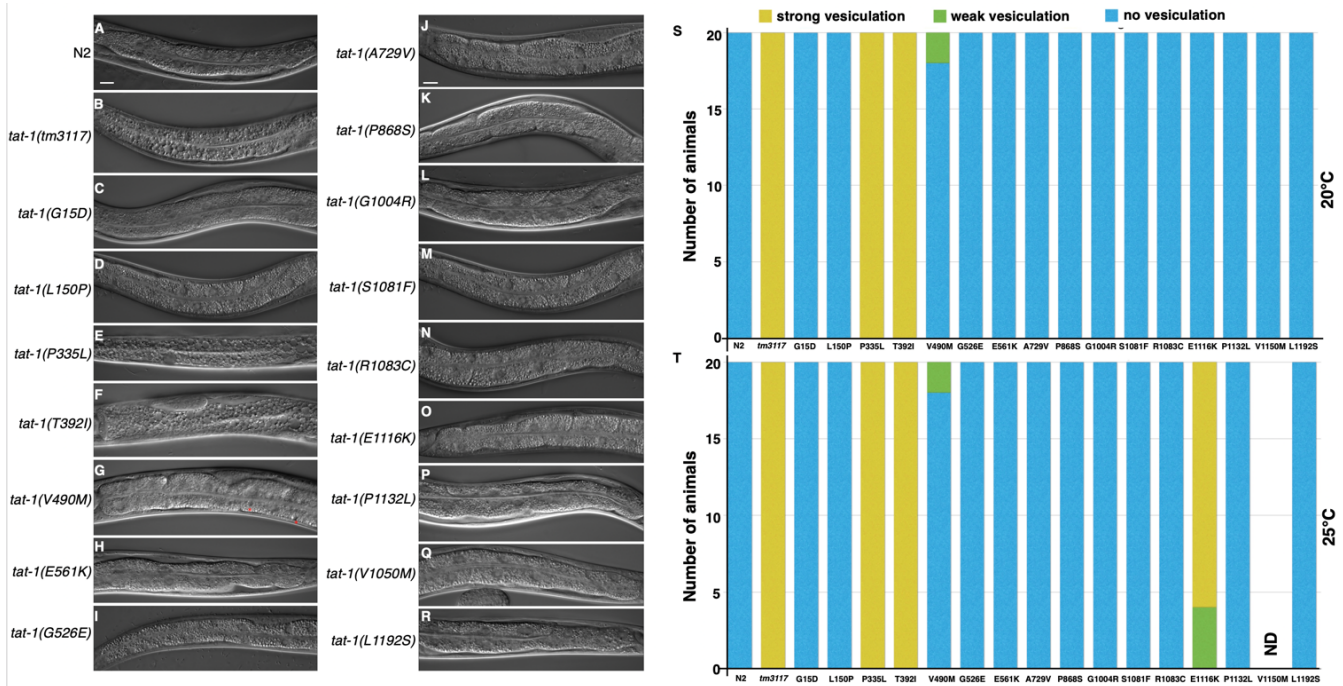 A
N2
B
tat-1(tm3117)
C
tat-1(G15D)
D
tat-1(L150P)
E
tat-1(P335L)
F
tat-1(T392I)
G
tat-1(V490M)
H
tat-1(E561K)
I
tat-1(G526E)
J
tat-1(A729V)
K
tat-1(P868S)
L
tat-1(G1004R)
M
tat-1(S1081F)
N
tat-1(R1083C)
O
tat-1(E1116K)
P
tat-1(P1132L)
Q
tat-1(V1050M)
R
tat-1(L1192S)
strong vesiculation weak vesiculation no vesiculation
S
Number of animals
20
15
10
5
0
N2 tm3117 G15D L150P P335L T392I V490M G526E E561K A729V P868S G1004R S1081F R1083C E1116K P1132L V1150M L1192S
20°C
T
Number of animals
20
15
10
5
0
ND
N2 tm3117 G15D L150P P335L T392I V490M G526E E561K A729V P868S G1004R S1081F R1083C E1116K P1132L V1150M L1192S
25°C